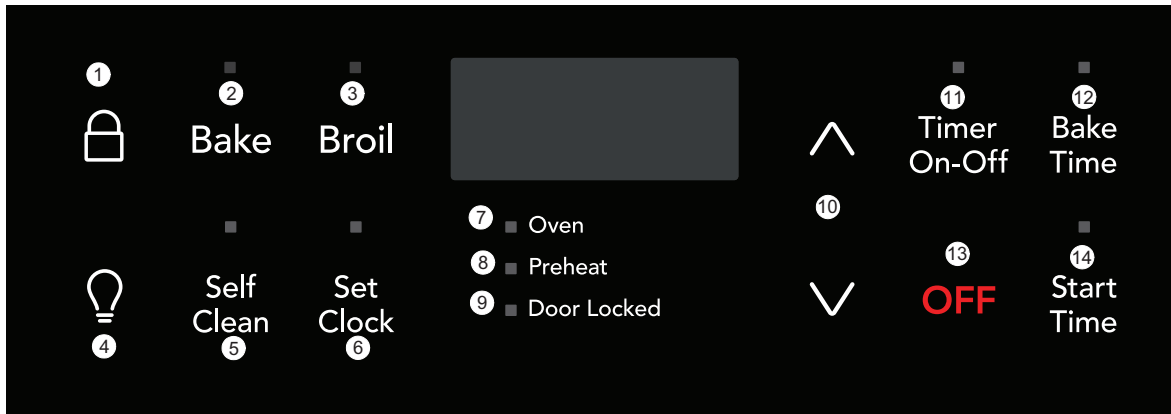 1
2
3
Bake
Broil
4
Self
Clean
5
Set
Clock
6
7 Oven
8 Preheat
9 Door Locked
10
11
Timer
On-Off
12
Bake
Time
13
OFF
14
Start
Time